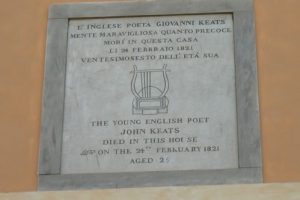 L'INGLESE POETA GIOVANNI KEATS
MENTE MARAVIGLIOSA QUANTO PRECOCE
MORÌ IN QUESTA CASA
LI 24 FEBBRAIO 1821
VENTESIMOSESTO DELL'ETÀ SUA
THE YOUNG ENGLISH POET
JOHN KEATS
DIED IN THIS HOUSE
ON THE 24TH FEBRUARY 1821
AGED 25